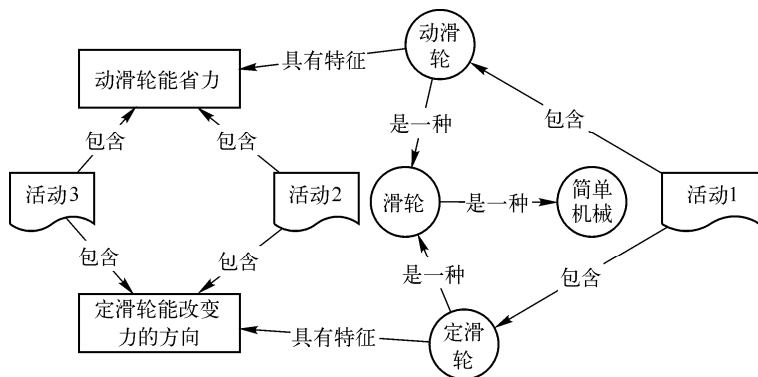 动滑
轮
具有特征
动滑轮能省力
包含
是一种
包含
包含
活动3
活动2
滑轮
是一种
简单
机械
活动1
包含
包含
是一种
包含
定滑轮能改变
力的方向
具有特征
定滑
轮